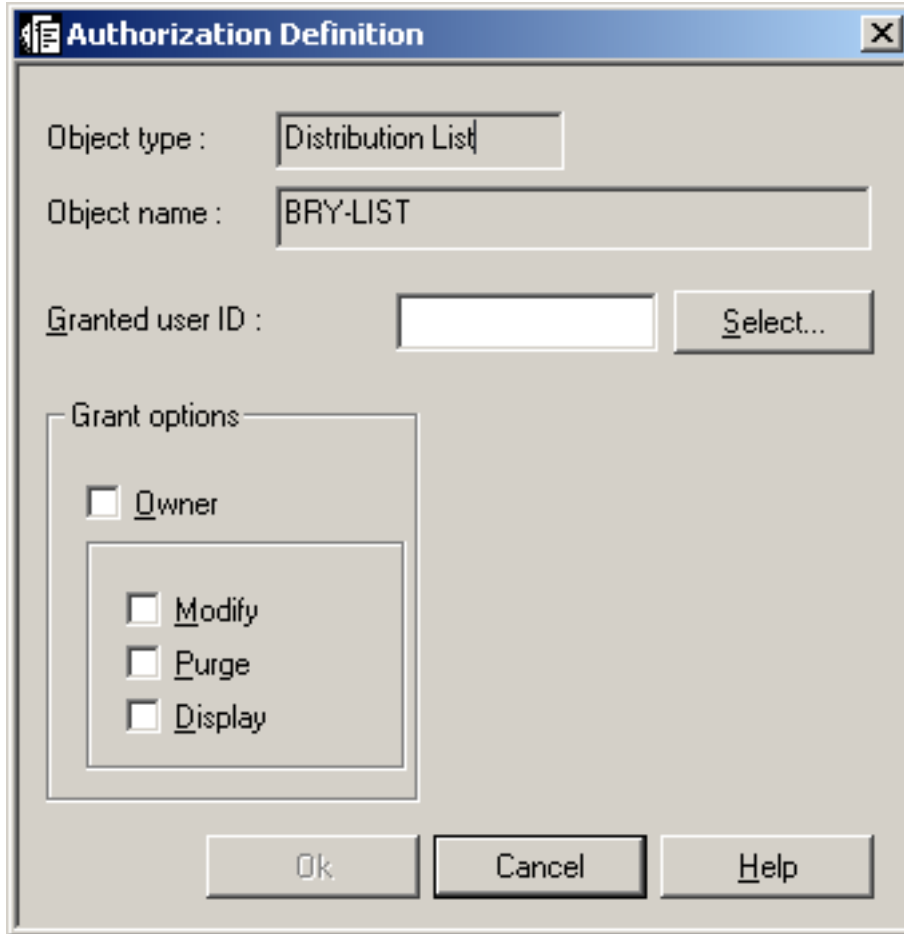 Authorization Definition
Object type : Distribution List
Object name : BRY-LIST
Granted user ID : Select...
Grant options
Owner
Modify
Purge
Display
Ok Cancel Help